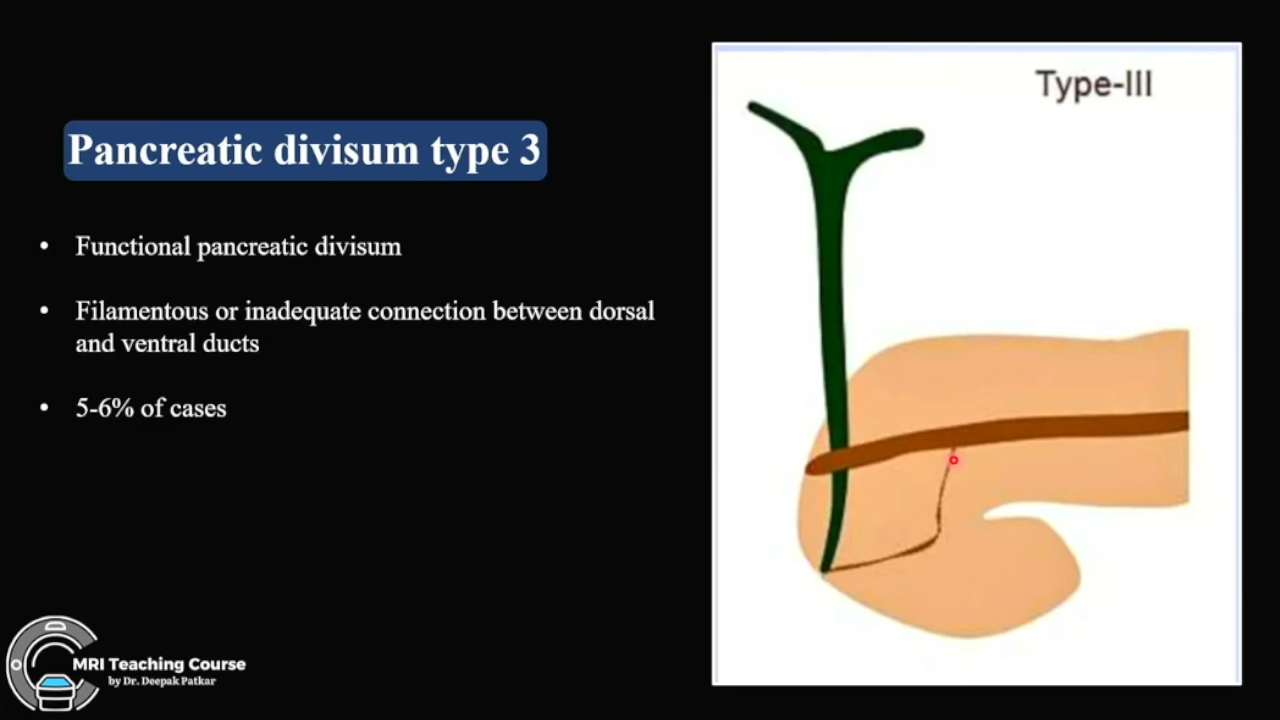 Type-III
Pancreatic divisum type 3
• Functional pancreatic divisum
• Filamentous or inadequate connection between dorsal
and ventral ducts
• 5-6% of cases
MRI Teaching Course
by Dr. Deepak Patkar